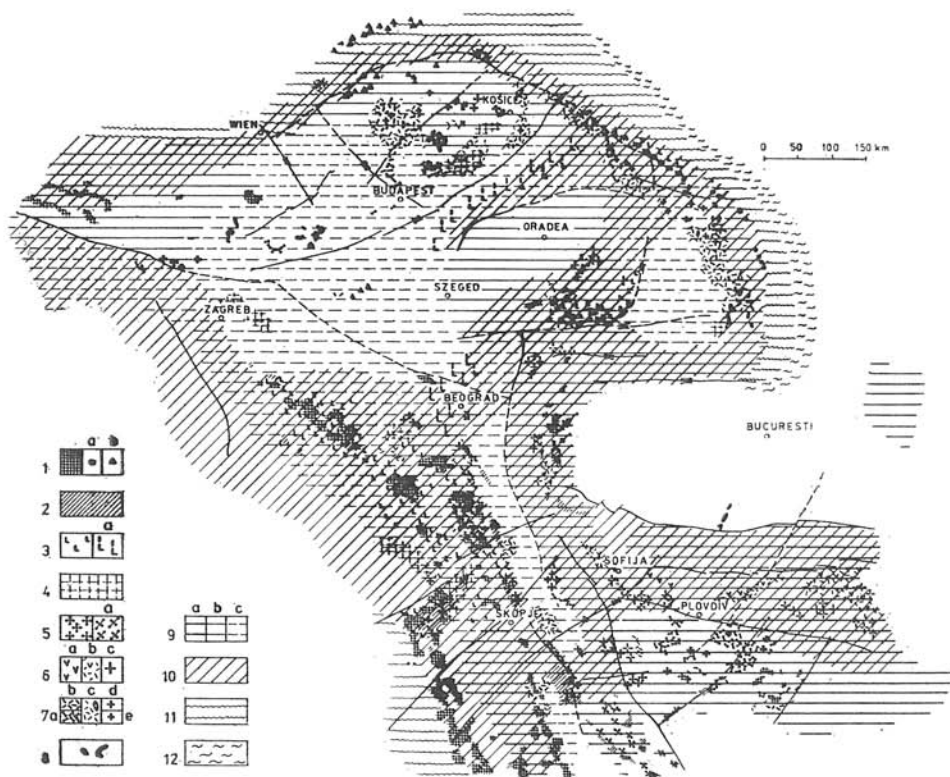 KOŠICE
WIEN
0 50 100 150 km
BUDAPEST
ORADEA
SZEGED
ZAGREB
BEOGRAD
BUCURESTI
SOFIJA
SKOPJE
PLOVDIV
a b
1
2
a
3
4
a
5
a b c
6
b c d
7a e
8
a b c
9
10
11
12